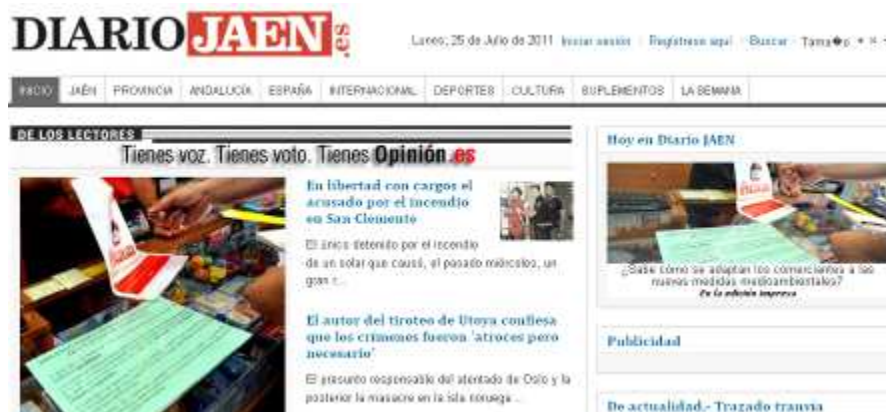 DIARIO JAEN.es
Lunes, 25 de Julio de 2011 Iniciar sesión Regístrese aquí Buscar Tama�o
INICIO JAÉN PROVINCIA ANDALUCÍA ESPAÑA INTERNACIONAL DEPORTES CULTURA SUPLEMENTOS LA SEMANA
DE LOS LECTORES
Tienes voz. Tienes voto. Tienes Opinión.es
En libertad con cargos el
acusado por el incendio
en San Clemente
El único detenido por el incendio
de un solar que causó, el pasado miércoles, un
gran r...
El autor del tiroteo de Utoya confiesa
que los crímenes fueron 'atroces pero
necesario'
El presunto responsable del atentado de Oslo y la
posterior la masacre en la isla noruega ...
Hoy en Diario JAEN
¿Sabe cómo se adaptan los comerciantes a las
nuevas medidas medioambientales?
En la edición impresa
Publicidad
De actualidad.- Trazado tranvía